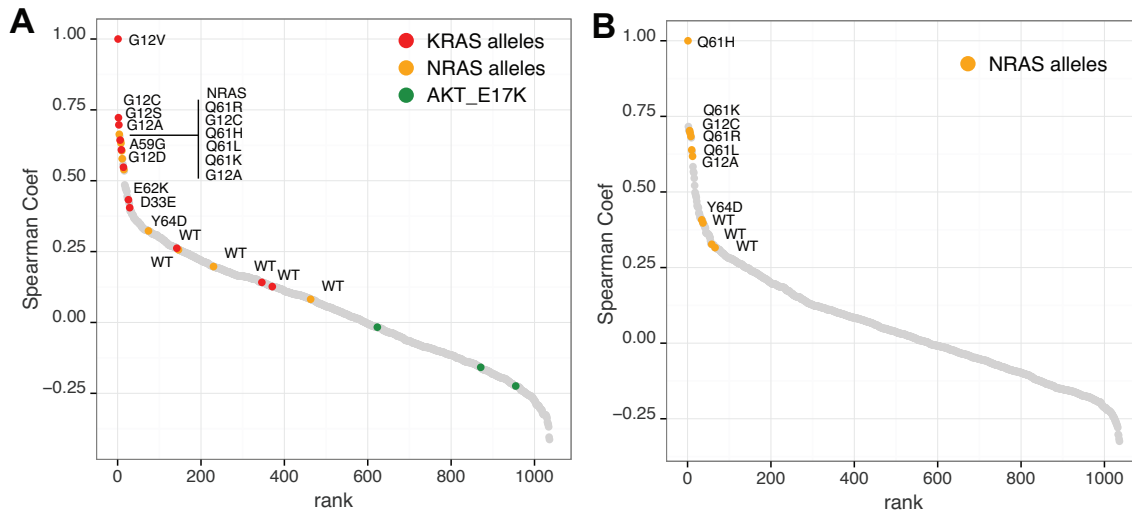 A
Spearman Coef
1.00
0.75
0.50
0.25
0.00
−0.25
G12V
KRAS alleles
NRAS alleles
AKT_E17K
G12C
G12S
G12A
A59G
G12D
NRAS
Q61R
G12C
Q61H
Q61L
Q61K
G12A
E62K
D33E
Y64D
WT
WT
WT
WT
WT
WT
0
200
400
600
800
1000
rank
B
Spearman Coef
1.00
0.75
0.50
0.25
0.00
−0.25
Q61H
NRAS alleles
Q61K
G12C
Q61R
Q61L
G12A
Y64D
WT
WT
WT
0
200
400
600
800
1000
rank